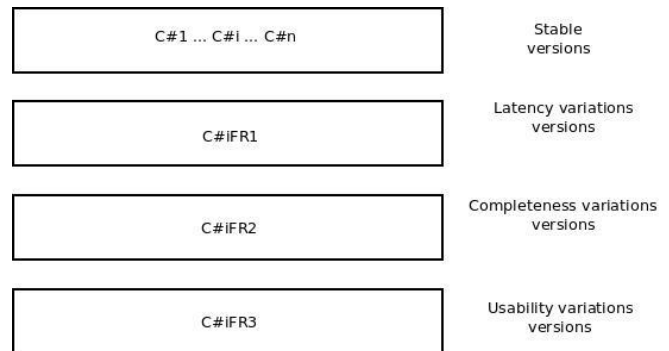 C#1 ... C#i ... C#n
Stable
versions
C#iFR1
Latency variations
versions
C#iFR2
Completeness variations
versions
C#iFR3
Usability variations
versions